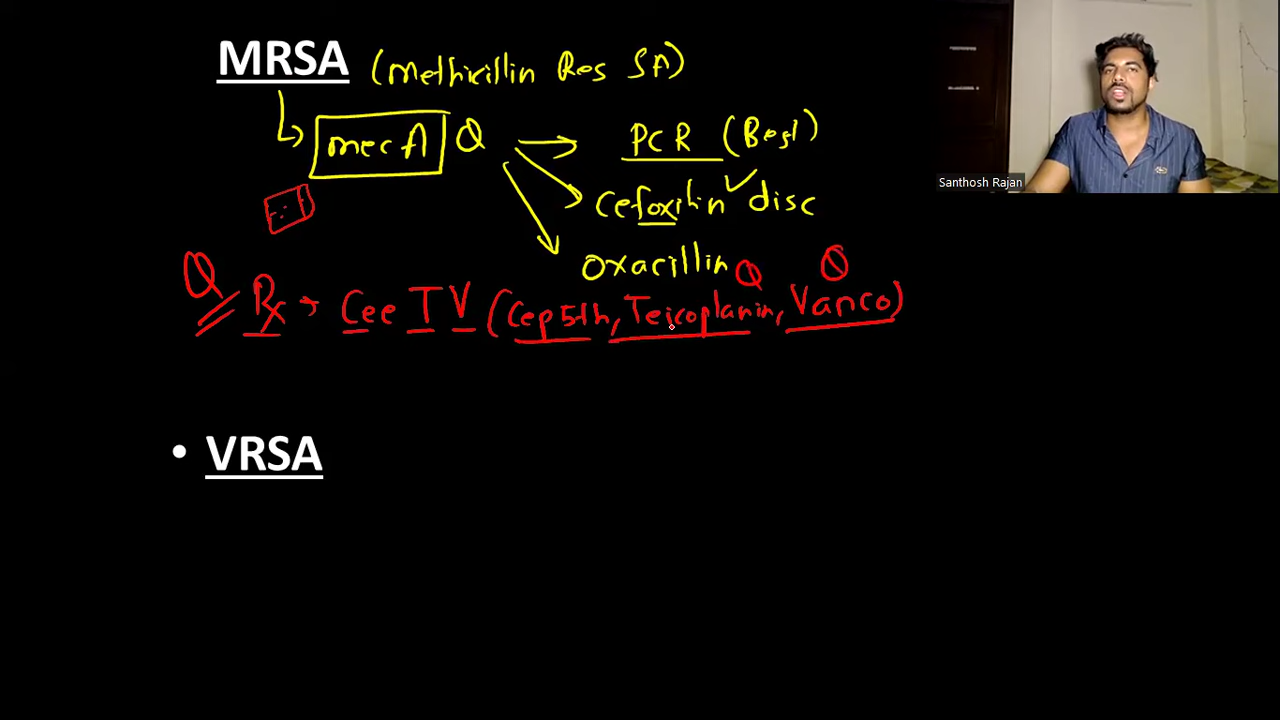 MRSA (Methicillin Res SA)
mecA Q PCR (Best)
Cefoxitin disc
oxacillin
Q Rx → Cee TV (Cep 5th, Teicoplanin, Vanco)
Q Q
• VRSA
Santhosh Rajan